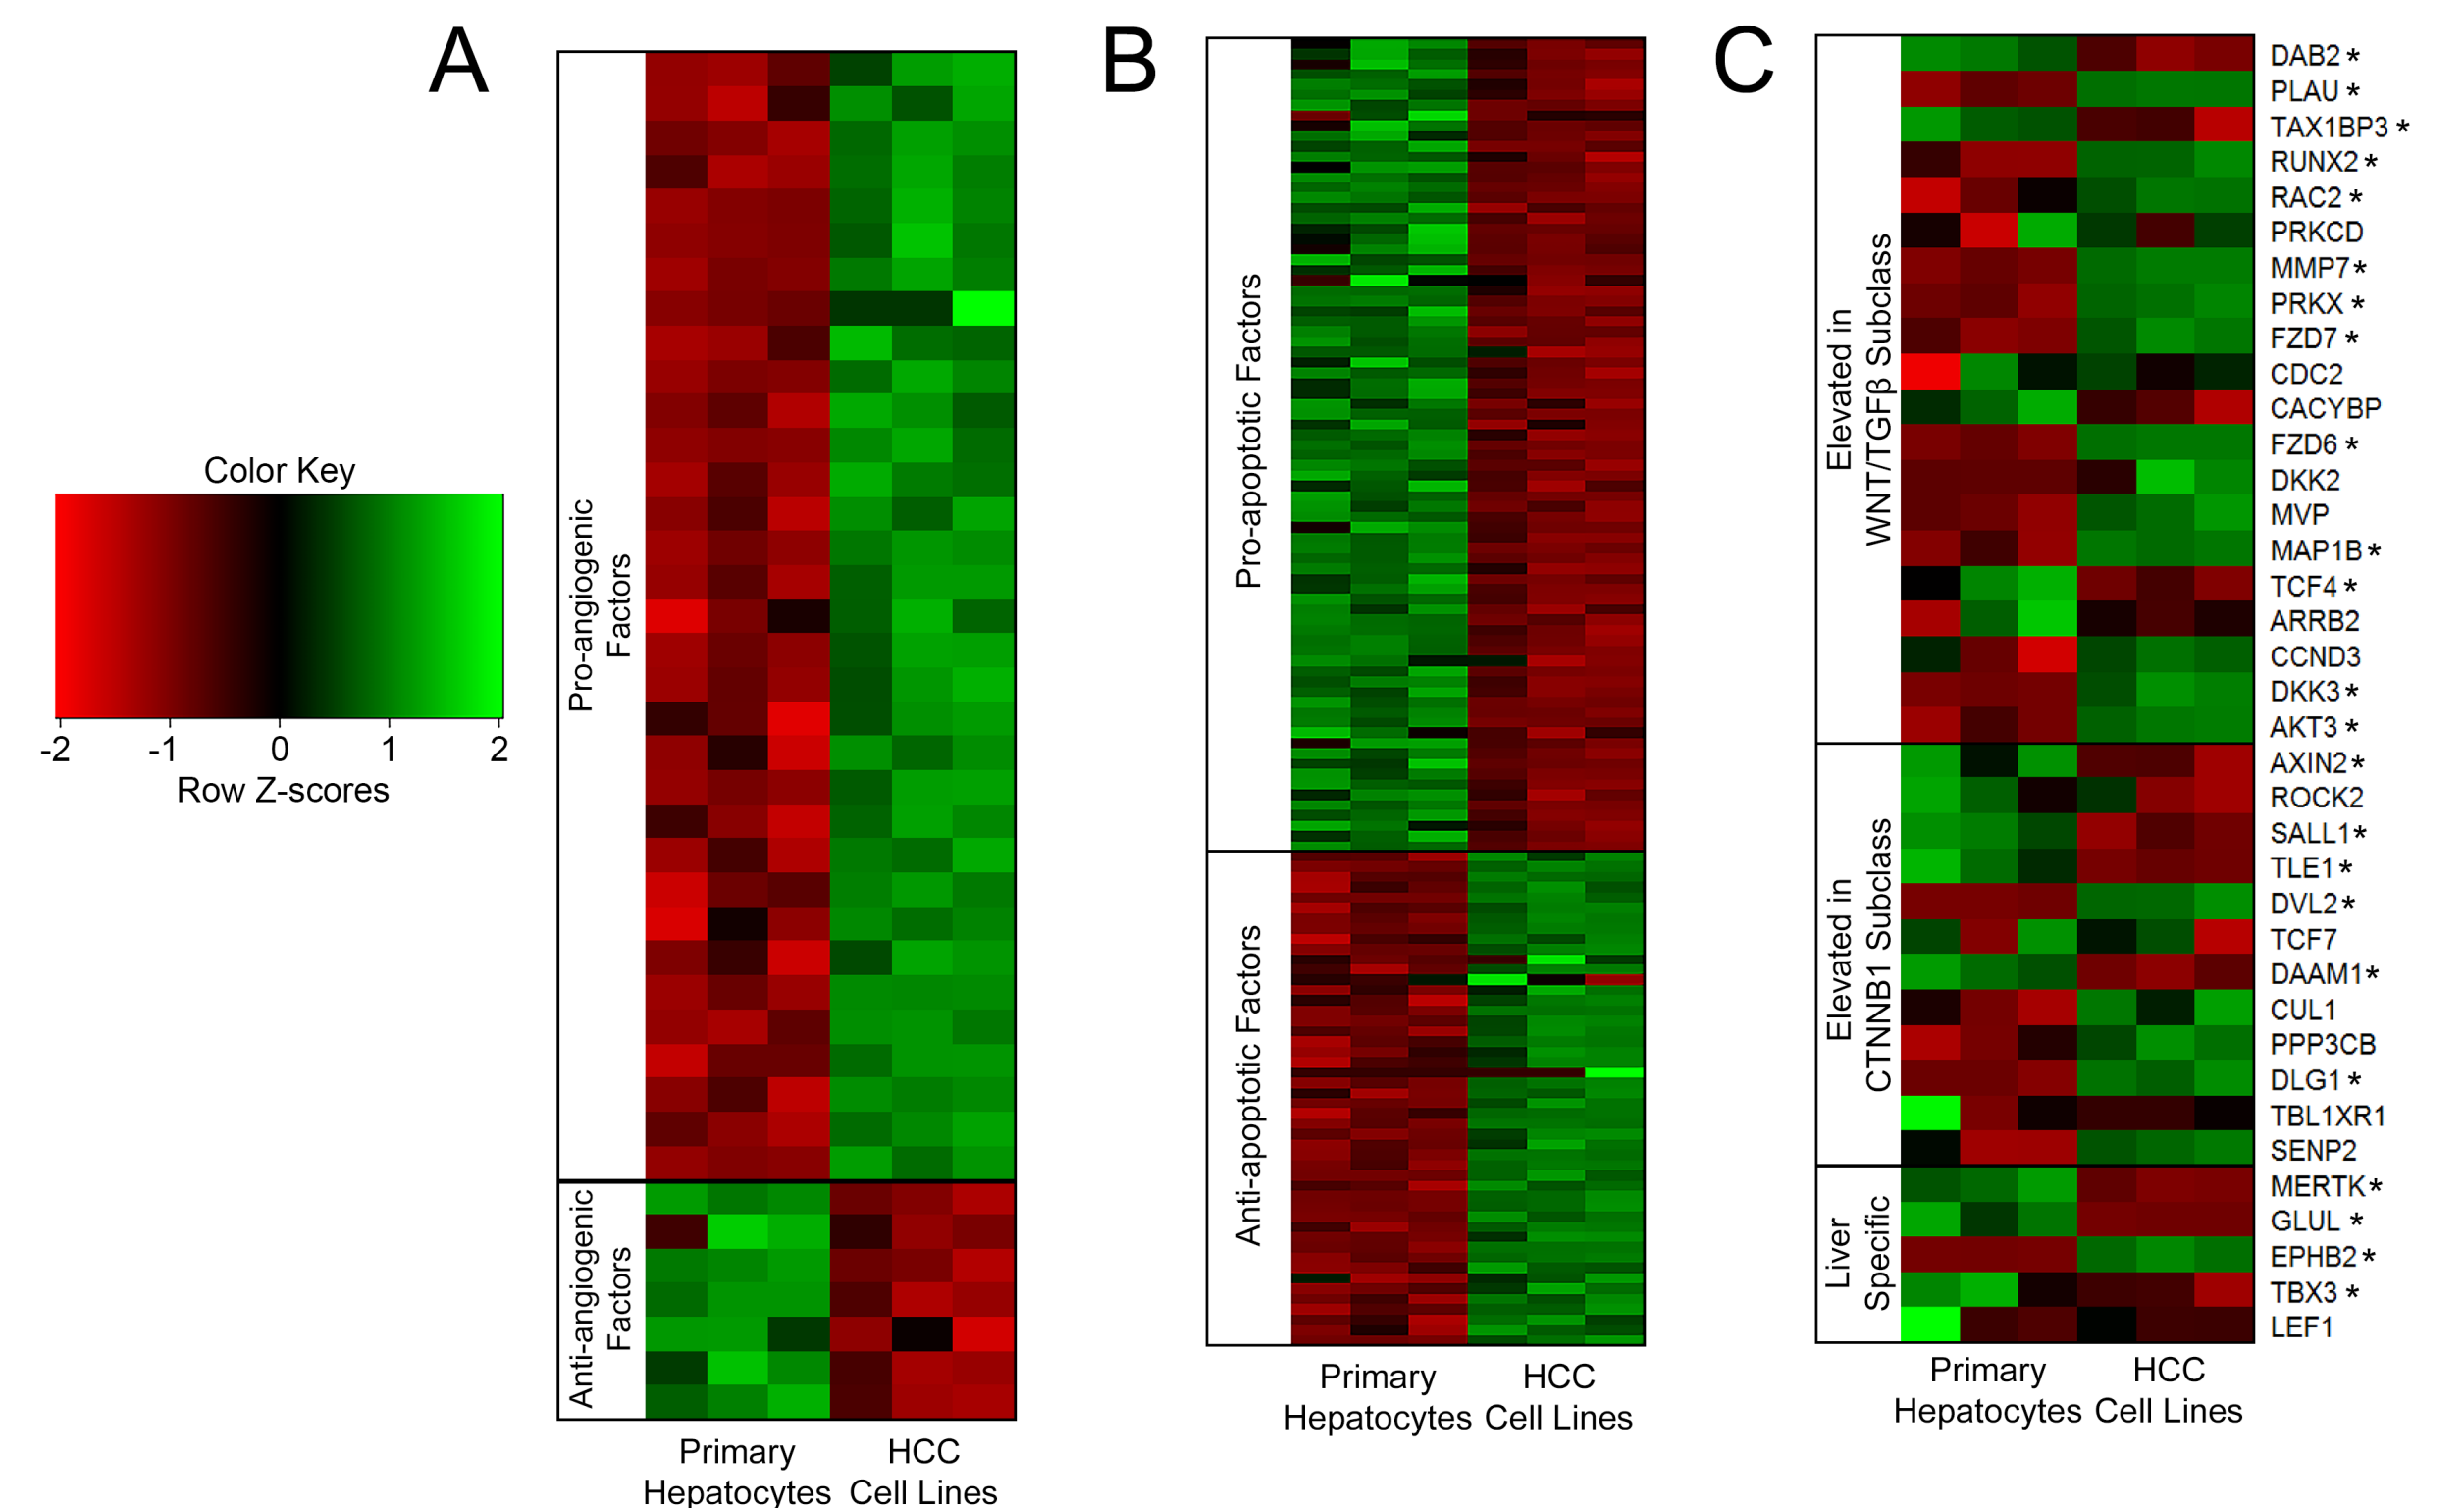 A
B
C
Color Key
-2 -1 0 1 2
Row Z-scores
Pro-angiogenic
Factors
Anti-angiogenic
Factors
Primary
Hepatocytes
HCC
Cell Lines
Pro-apoptotic Factors
Anti-apoptotic Factors
Primary
Hepatocytes
HCC
Cell Lines
Elevated in
WNT/TGFβ Subclass
Elevated in
CTNNB1 Subclass
Liver
Specific
DAB2 *
PLAU *
TAX1BP3 *
RUNX2 *
RAC2 *
PRKCD
MMP7 *
PRKX *
FZD7 *
CDC2
CACYBP
FZD6 *
DKK2
MVP
MAP1B *
TCF4 *
ARRB2
CCND3
DKK3 *
AKT3 *
AXIN2 *
ROCK2
SALL1 *
TLE1 *
DVL2 *
TCF7
DAAM1 *
CUL1
PPP3CB
DLG1 *
TBL1XR1
SENP2
MERTK *
GLUL *
EPHB2 *
TBX3 *
LEF1
Primary
Hepatocytes
HCC
Cell Lines